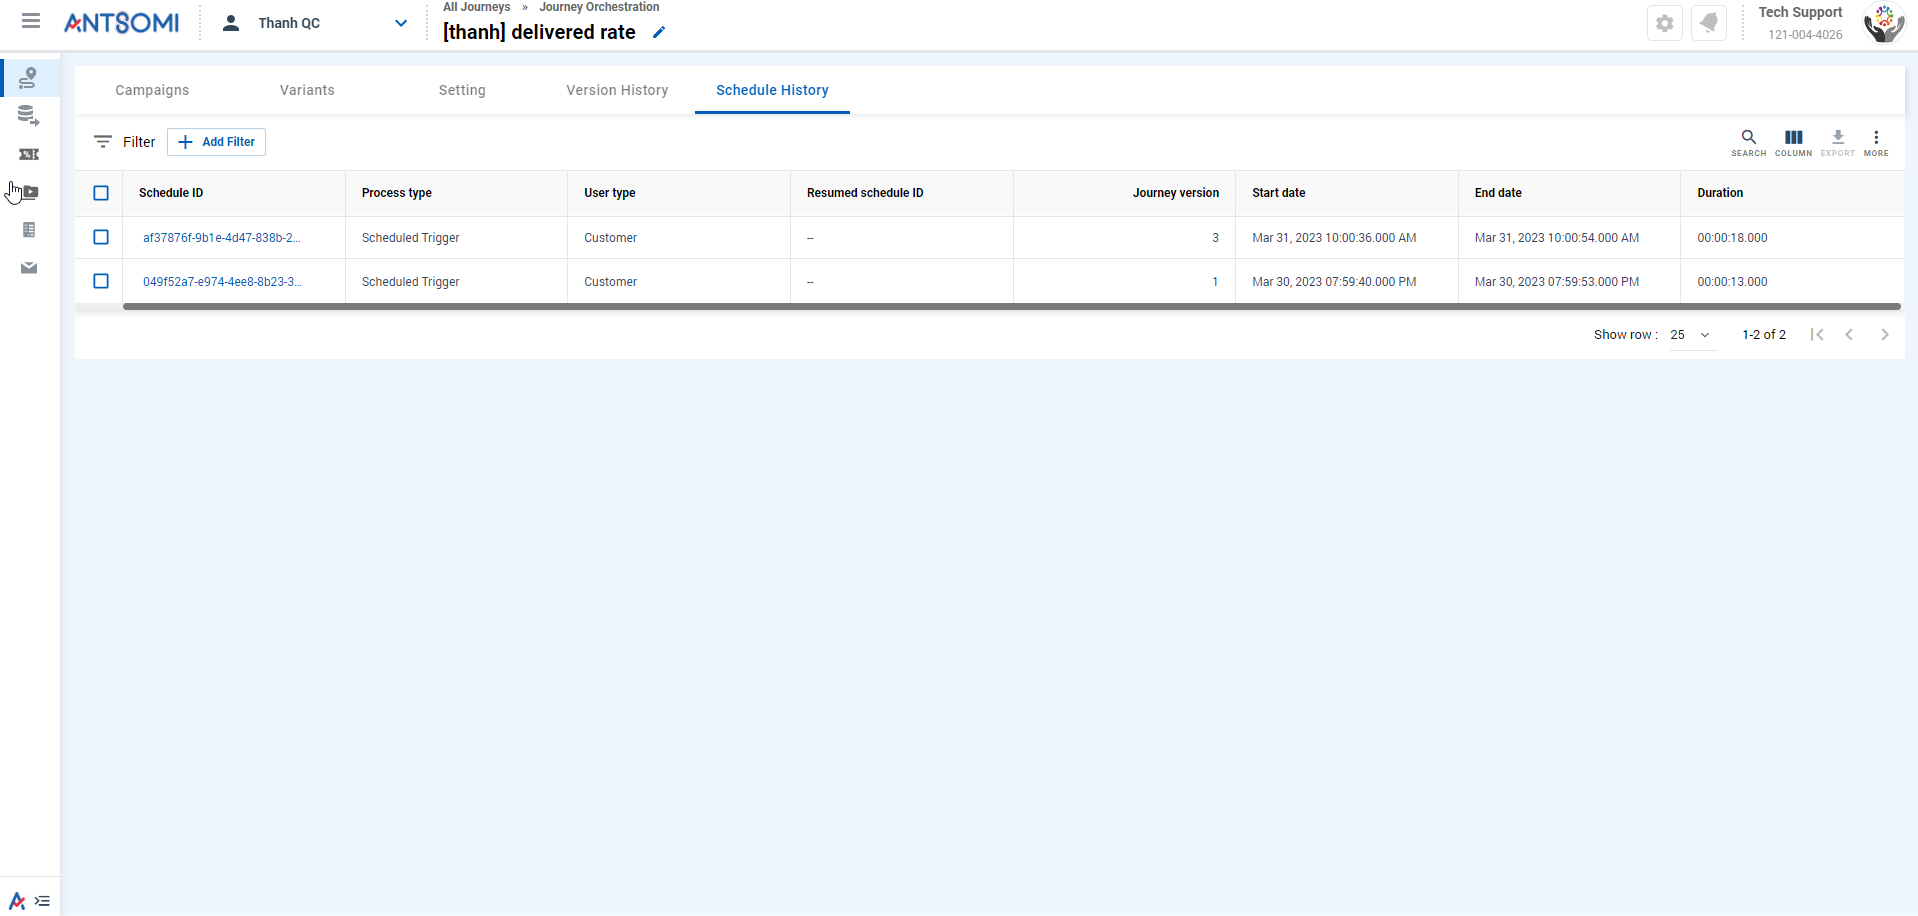 ANTSOMI
Thanh QC
All Journeys » Journey Orchestration
[thanh] delivered rate
Tech Support
121-004-4026
Campaigns Variants Setting Version History Schedule History
Filter Add Filter
SEARCH COLUMN EXPORT MORE
Schedule ID Process type User type Resumed schedule ID Journey version Start date End date Duration
af37876f-9b1e-4d47-838b-2... Scheduled Trigger Customer -- 3 Mar 31, 2023 10:00:36.000 AM Mar 31, 2023 10:00:54.000 AM 00:00:18.000
049f52a7-e974-4ee8-8b23-3... Scheduled Trigger Customer -- 1 Mar 30, 2023 07:59:40.000 PM Mar 30, 2023 07:59:53.000 PM 00:00:13.000
Show row : 25 1-2 of 2